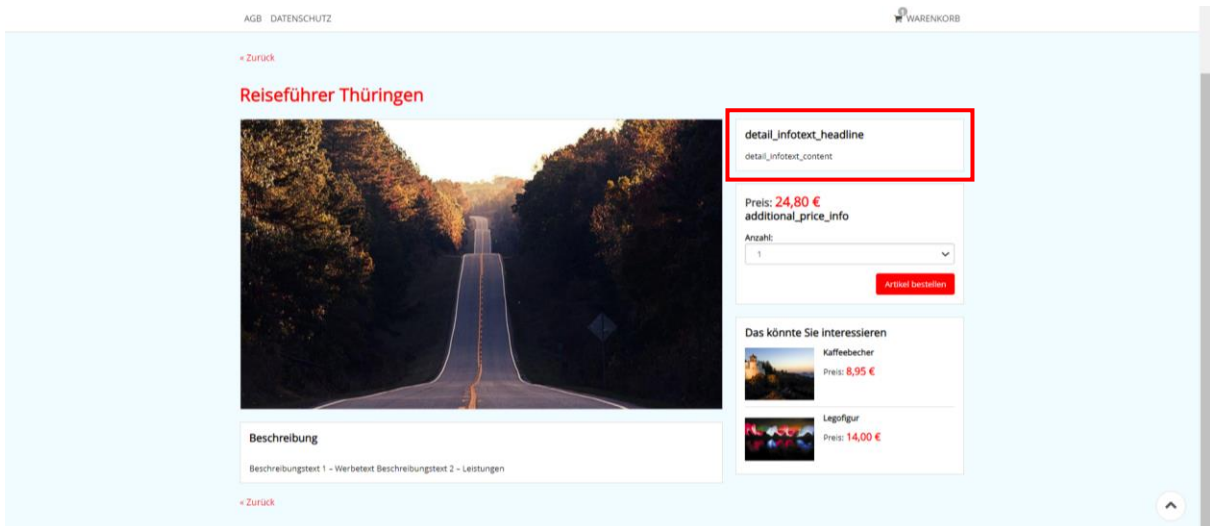 AGB DATENSCHUTZ
1
WARENKORB
« Zurück
Reiseführer Thüringen
detail_infotext_headline
detail_infotext_content
Preis: 24,80 €
additional_price_info
Anzahl:
1
Artikel bestellen
Das könnte Sie interessieren
Kaffeebecher
Preis: 8,95 €
Legofigur
Preis: 14,00 €
Beschreibung
Beschreibungstext 1 – Werbetext Beschreibungstext 2 – Leistungen
« Zurück